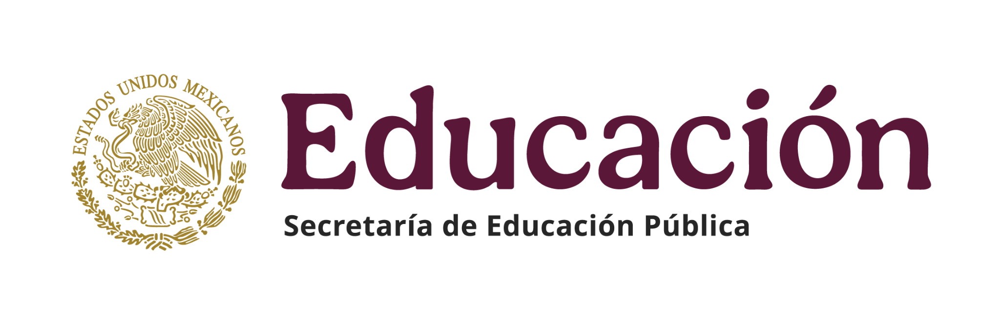 ESTADOS UNIDOS MEXICANOS
Educación
Secretaría de Educación Pública